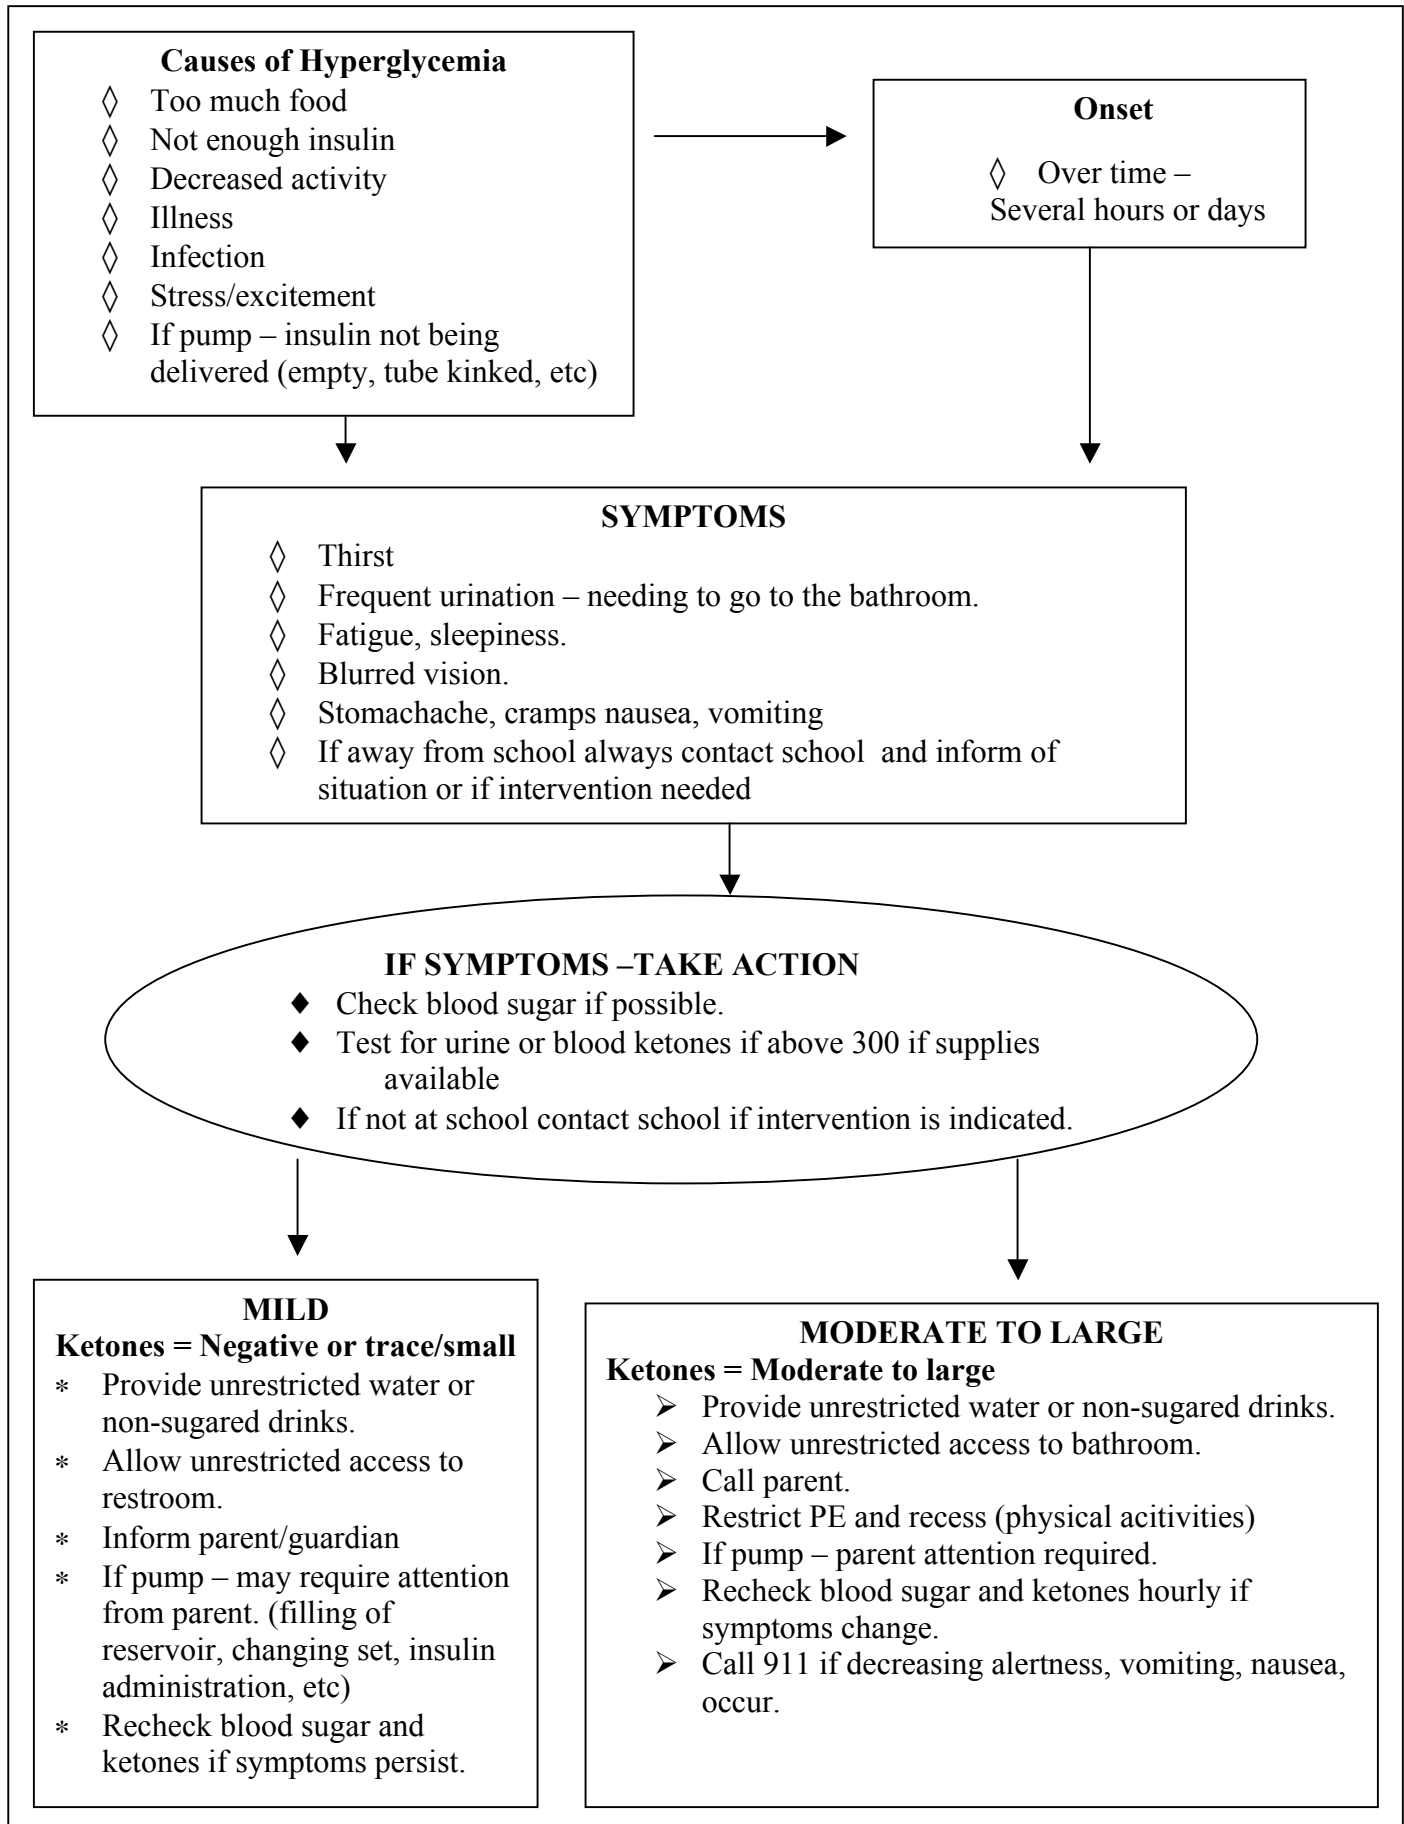 Causes of Hyperglycemia
◊ Too much food
◊ Not enough insulin
◊ Decreased activity
◊ Illness
◊ Infection
◊ Stress/excitement
◊ If pump – insulin not being
delivered (empty, tube kinked, etc)
Onset
◊ Over time –
Several hours or days
SYMPTOMS
◊ Thirst
◊ Frequent urination – needing to go to the bathroom.
◊ Fatigue, sleepiness.
◊ Blurred vision.
◊ Stomachache, cramps nausea, vomiting
◊ If away from school always contact school and inform of
situation or if intervention needed
IF SYMPTOMS –TAKE ACTION
♦ Check blood sugar if possible.
♦ Test for urine or blood ketones if above 300 if supplies
available
♦ If not at school contact school if intervention is indicated.
MILD
Ketones = Negative or trace/small
* Provide unrestricted water or
non-sugared drinks.
* Allow unrestricted access to
restroom.
* Inform parent/guardian
* If pump – may require attention
from parent. (filling of
reservoir, changing set, insulin
administration, etc)
* Recheck blood sugar and
ketones if symptoms persist.
MODERATE TO LARGE
Ketones = Moderate to large
➢ Provide unrestricted water or non-sugared drinks.
➢ Allow unrestricted access to bathroom.
➢ Call parent.
➢ Restrict PE and recess (physical acitivities)
➢ If pump – parent attention required.
➢ Recheck blood sugar and ketones hourly if
symptoms change.
➢ Call 911 if decreasing alertness, vomiting, nausea,
occur.